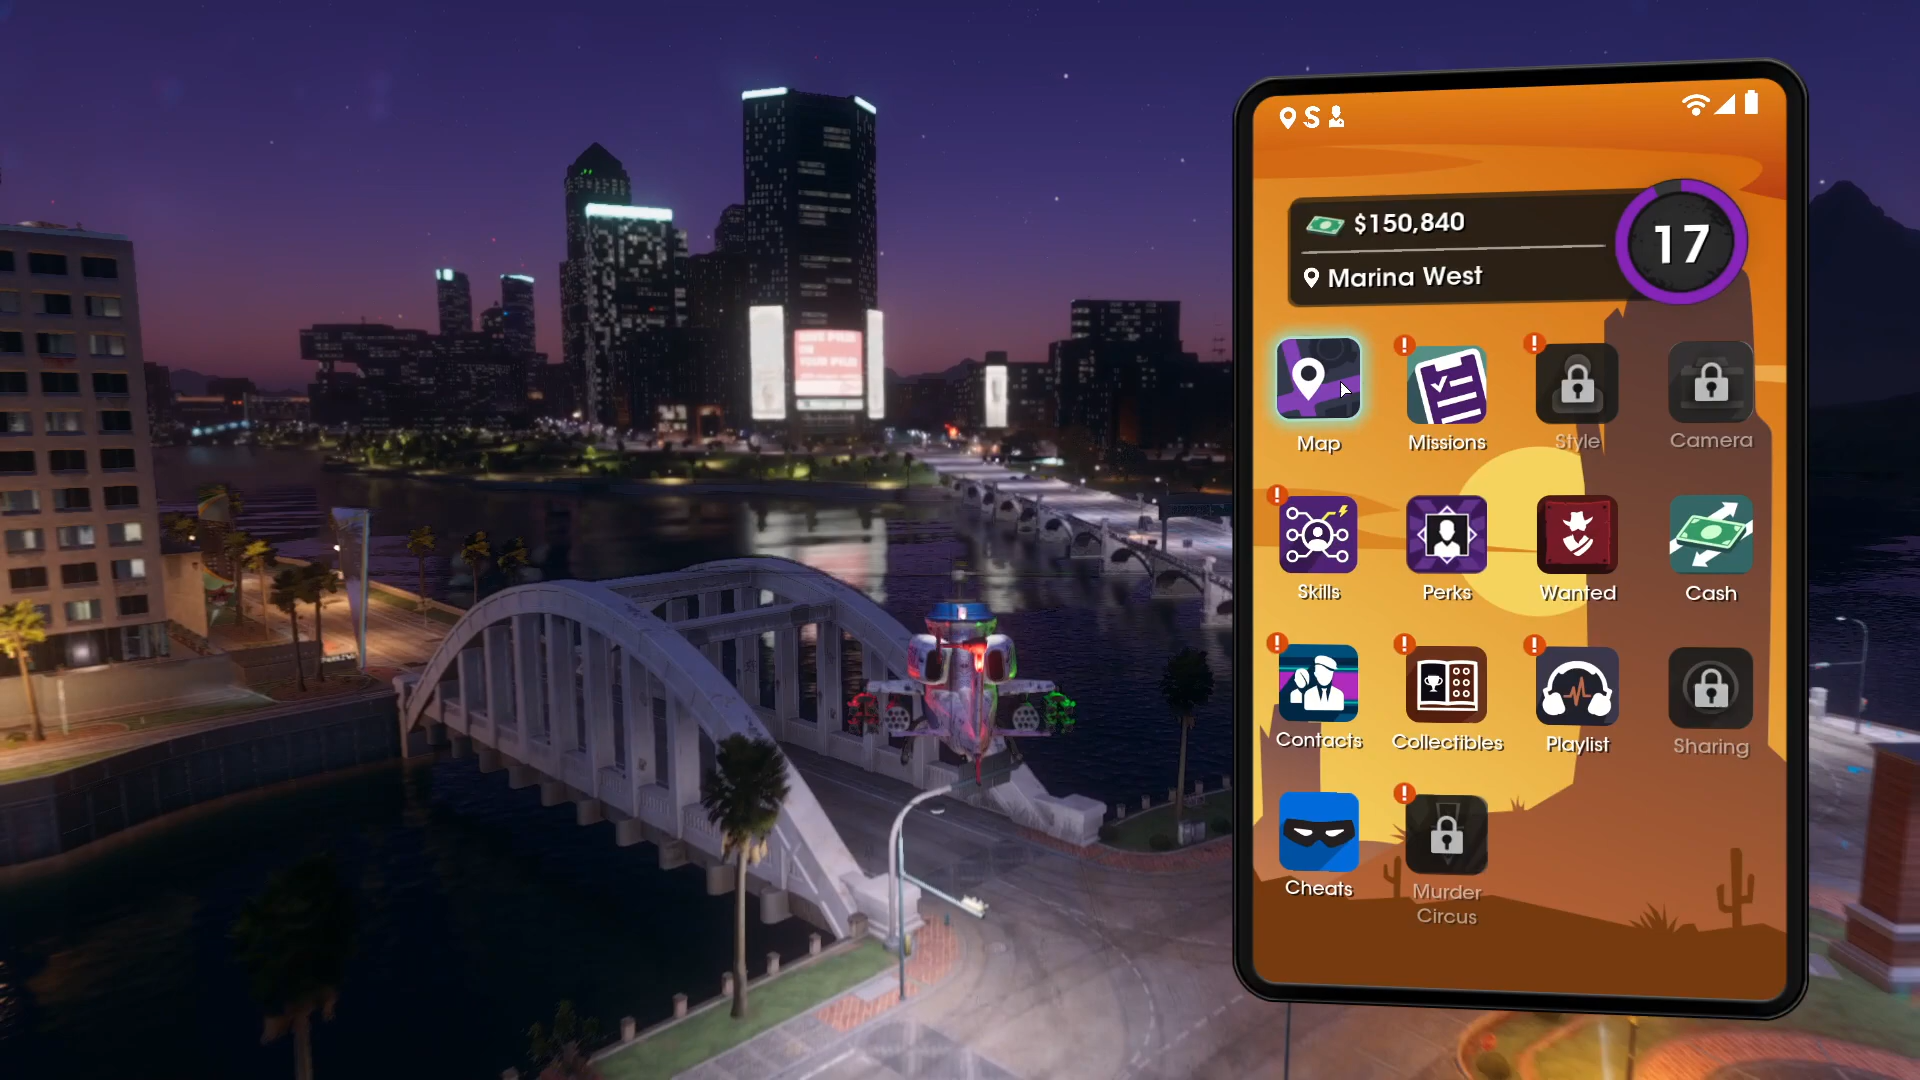 S
$150,840
17
Marina West
Map
Missions
Style
Camera
Skills
Perks
Wanted
Cash
Contacts
Collectibles
Playlist
Sharing
Cheats
Murder
Circus